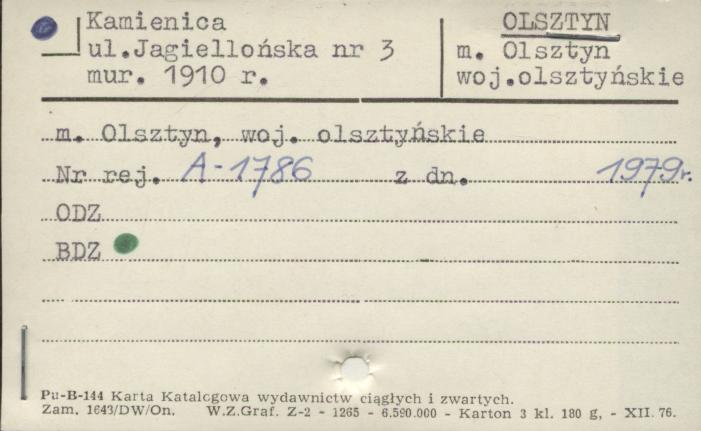 Kamienica
ul.Jagiellońska nr 3
mur. 1910 r.
OLSZTYN
m. Olsztyn
woj.olsztyńskie
m. Olsztyn, woj. olsztyńskie
Nr rej. A-1786 z dn. 1979r.
ODZ
BDZ
Pu-B-144 Karta Katalogowa wydawnictw ciągłych i zwartych.
Zam. 1643/DW/On. W.Z.Graf. Z-2 - 1265 - 6.590.000 - Karton 3 kl. 180 g, - XII. 76.